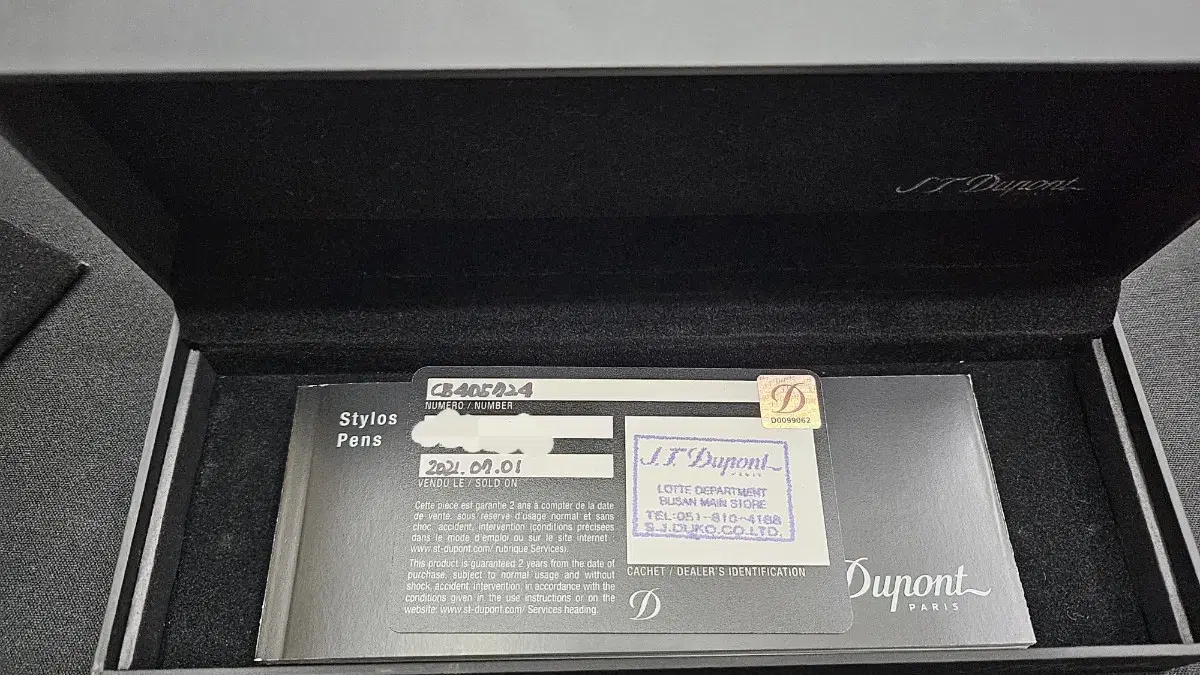 S.T. Dupont
Stylos
Pens
CB405724
NUMERO / NUMBER
2021.07.01
VENDU LE / SOLD ON
Cette pièce est garantie 2 ans à compter de la date
de vente, sous réserve d'usage normal et sans
choc, accident, intervention (conditions précisées
dans le mode d'emploi ou sur le site internet :
www.st-dupont.com/ rubrique Services).
This product is guaranteed 2 years from the date of
purchase, subject to normal usage and without
shock, accident, intervention, in accordance with the
conditions given in the use instructions or on the
website: www.st-dupont.com/ Services heading.
D
D0099062
S.T. Dupont
PARIS
LOTTE DEPARTMENT
BUSAN MAIN STORE
TEL:051-810-4188
S.J.DUKO.CO.LTD.
CACHET / DEALER'S IDENTIFICATION
D
Dupont
PARIS